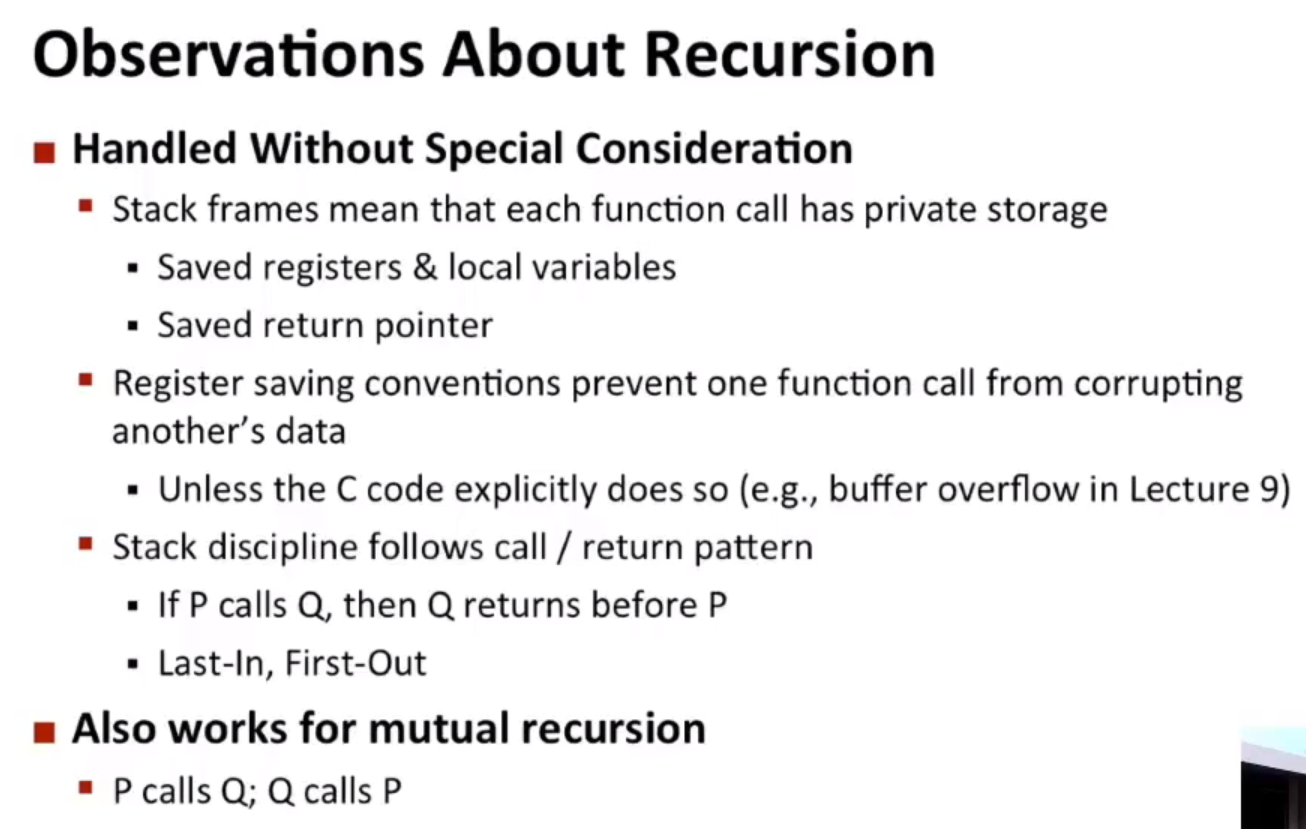 Observations About Recursion
Handled Without Special Consideration
Stack frames mean that each function call has private storage
Saved registers & local variables
Saved return pointer
Register saving conventions prevent one function call from corrupting
another’s data
Unless the C code explicitly does so (e.g., buffer overflow in Lecture 9)
Stack discipline follows call / return pattern
If P calls Q, then Q returns before P
Last-In, First-Out
Also works for mutual recursion
P calls Q; Q calls P